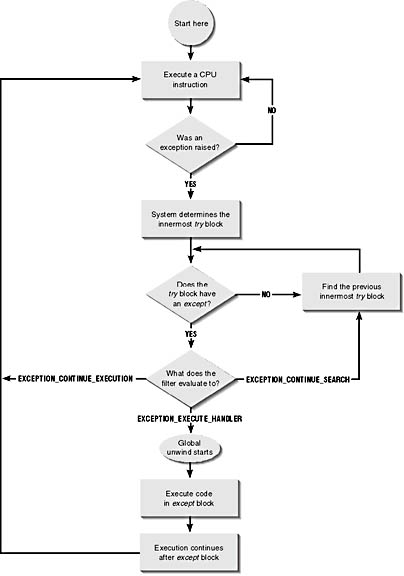 Start here
Execute a CPU
instruction
NO
Was an
exception raised?
YES
System determines the
innermost try block
Does the
try block have
an except?
NO
Find the previous
innermost try block
YES
What does the
filter evaluate to?
EXCEPTION_CONTINUE_EXECUTION
EXCEPTION_CONTINUE_SEARCH
EXCEPTION_EXECUTE_HANDLER
Global
unwind starts
Execute code
in except block
Execution continues
after except block